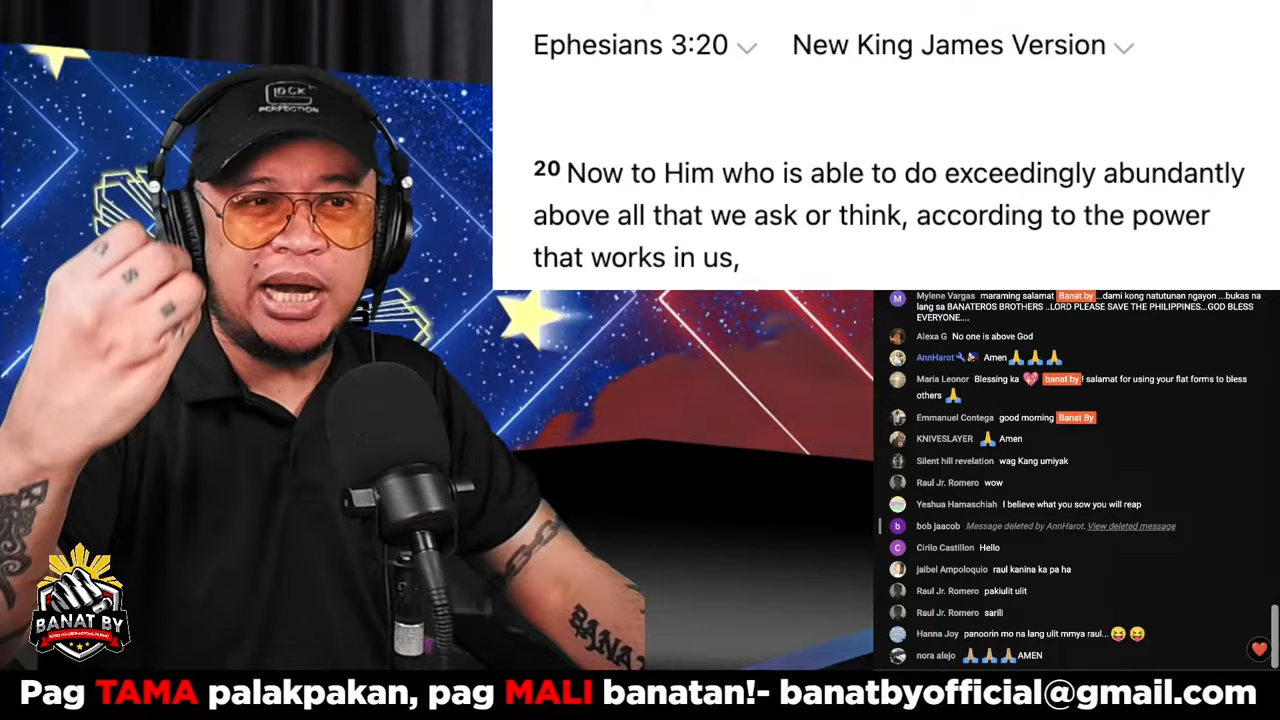 Ephesians 3:20 New King James Version
20 Now to Him who is able to do exceedingly abundantly
above all that we ask or think, according to the power
that works in us,
GLOCK
PERFECTION
Mylene Vargas maraming salamat Banat by...dami kong natutunan ngayon ...bukas na
lang sa BANATEROS BROTHERS ..LORD PLEASE SAVE THE PHILIPPINES...GOD BLESS
EVERYONE....
Alexa G No one is above God
AnnHarot🔧 Amen 🙏 🙏 🙏
Maria Leonor Blessing ka 💖 banat by ! salamat for using your flat forms to bless
others 🙏
Emmanuel Contega good morning Banat By
KNIVESLAYER 🙏 Amen
Silent hill revelation wag Kang umiyak
Raul Jr. Romero wow
Yeshua Hamaschiah I believe what you sow you will reap
b bob jaacob Message deleted by AnnHarot. View deleted message
C Cirilo Castillon Hello
jaibel Ampoloquio raul kanina ka pa ha
Raul Jr. Romero pakiulit ulit
Raul Jr. Romero sarili
Hanna Joy panoorin mo na lang ulit mmya raul... 😝 😝
nora alejo 🙏🏽 🙏🏽 🙏🏽 AMEN
BANAT BY
Pag TAMA palakpakan, pag MALI banatan!- banatbyofficial@gmail.com